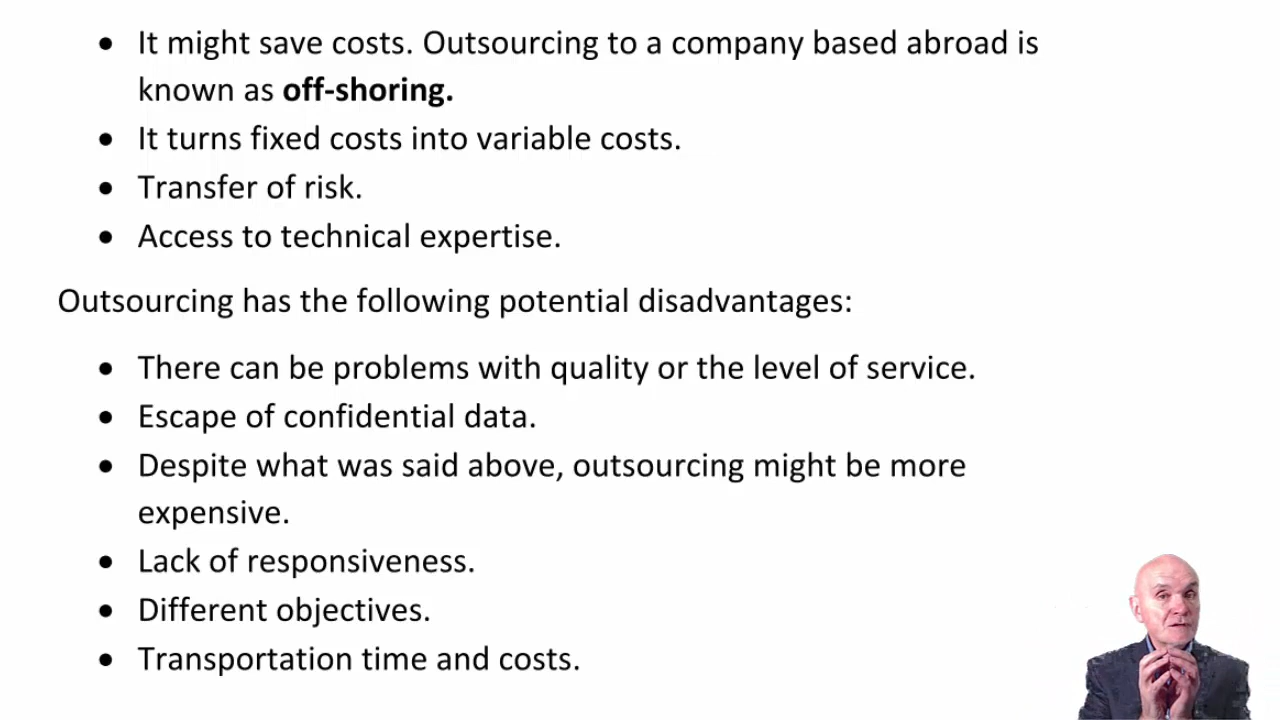 • It might save costs. Outsourcing to a company based abroad is
known as off-shoring.
• It turns fixed costs into variable costs.
• Transfer of risk.
• Access to technical expertise.
Outsourcing has the following potential disadvantages:
• There can be problems with quality or the level of service.
• Escape of confidential data.
• Despite what was said above, outsourcing might be more
expensive.
• Lack of responsiveness.
• Different objectives.
• Transportation time and costs.